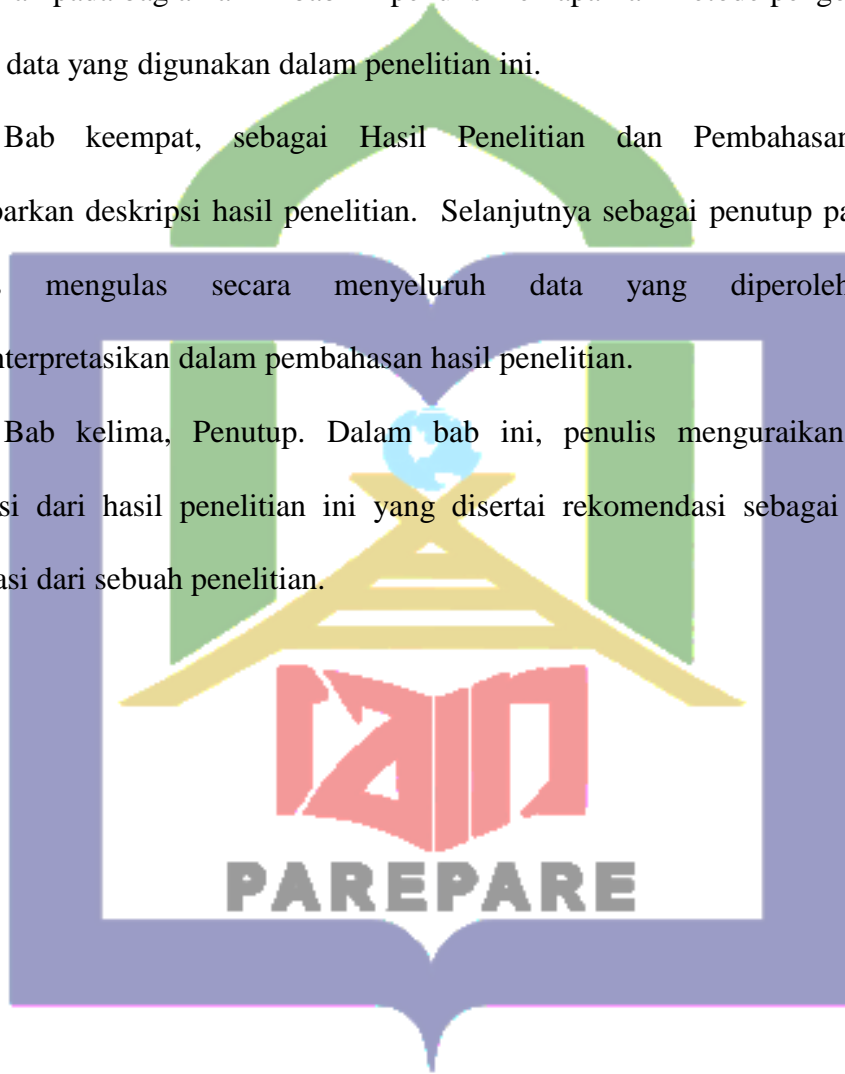 data yang digunakan dalam penelitian ini.
Bab keempat, sebagai Hasil Penelitian dan Pembahasan
deskripsi hasil penelitian. Selanjutnya sebagai penutup
mengulas secara menyeluruh data yang diperoleh
dalam pembahasan hasil penelitian.
Bab kelima, Penutup. Dalam bab ini, penulis menguraikan
dari hasil penelitian ini yang disertai rekomendasi sebagai
dari sebuah penelitian.
iain
PAREPARE